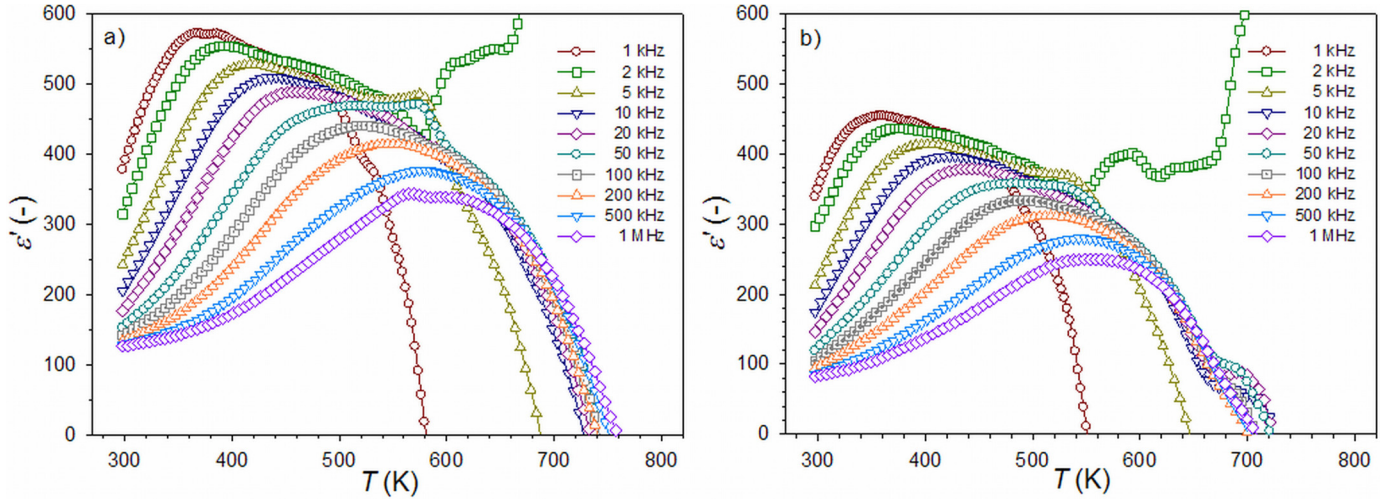 a)
600
500
400
300
200
100
0
ε' (-)
1 kHz
2 kHz
5 kHz
10 kHz
20 kHz
50 kHz
100 kHz
200 kHz
500 kHz
1 MHz
300 400 500 600 700 800
T (K)
b)
600
500
400
300
200
100
0
ε' (-)
1 kHz
2 kHz
5 kHz
10 kHz
20 kHz
50 kHz
100 kHz
200 kHz
500 kHz
1 MHz
300 400 500 600 700 800
T (K)